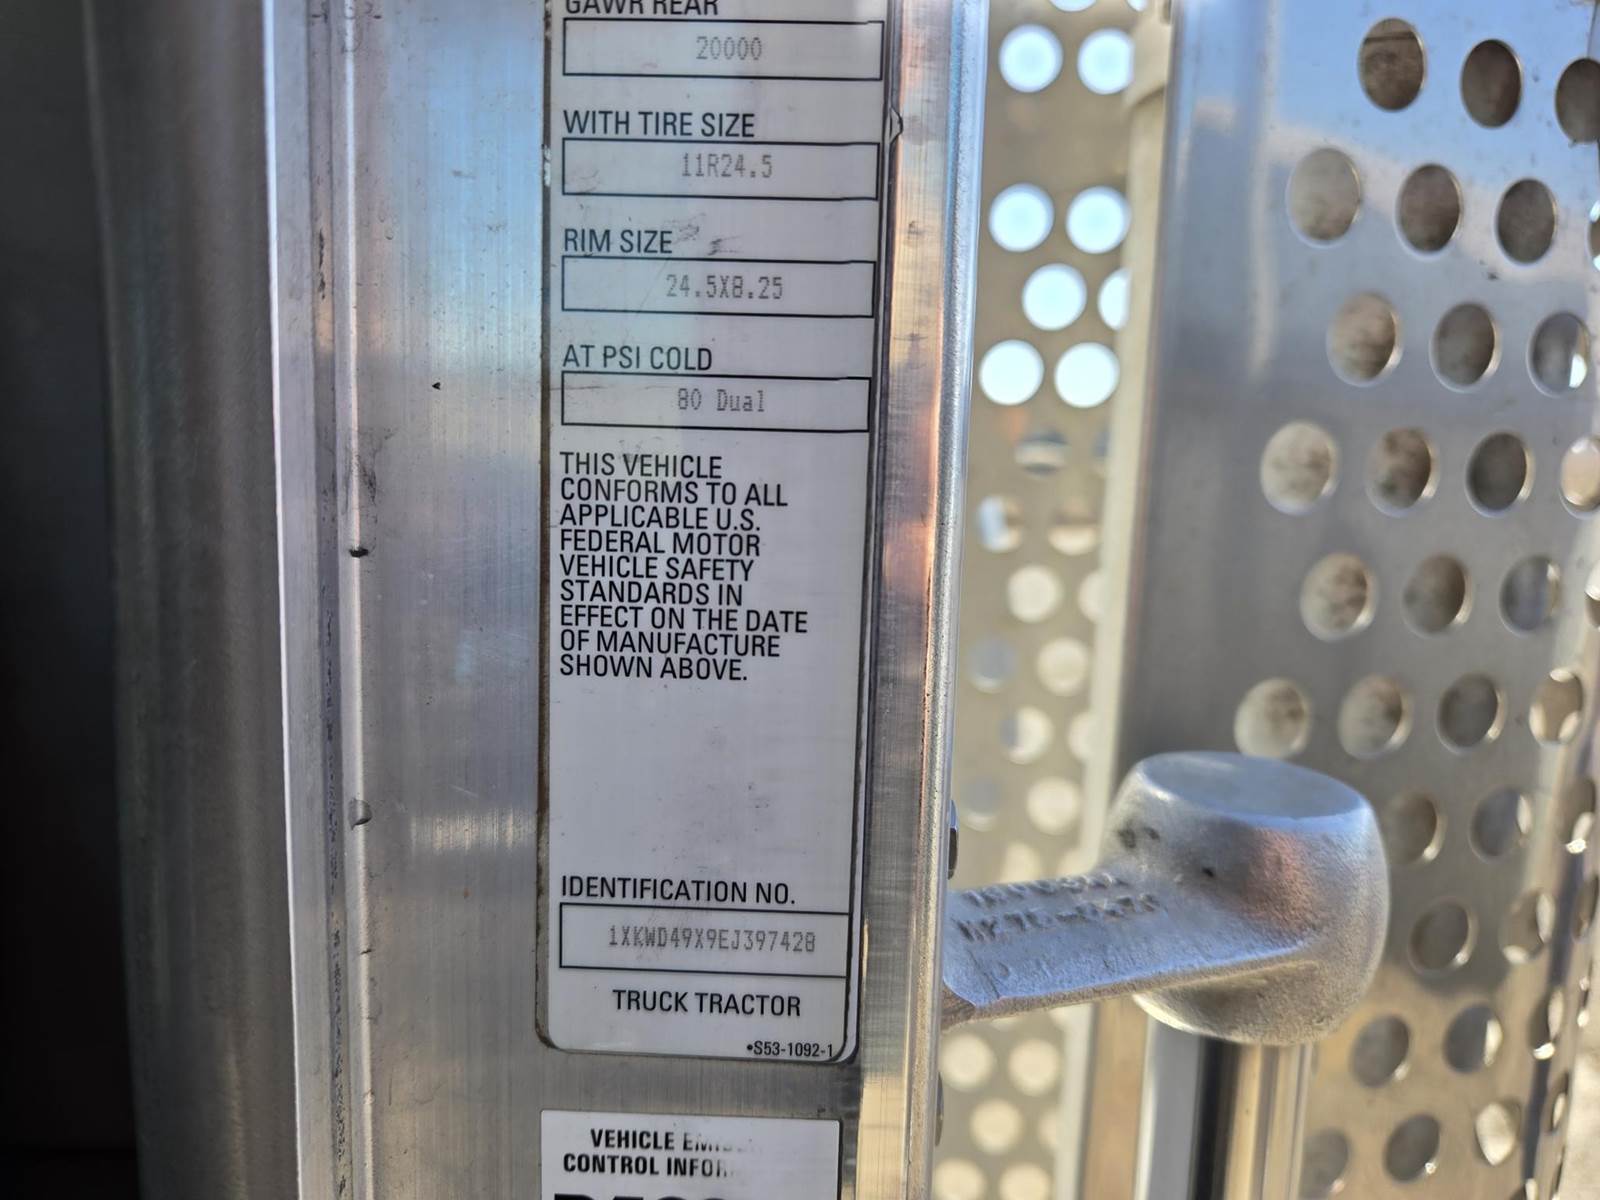 GAWR REAR
20000
WITH TIRE SIZE
11R24.5
RIM SIZE
24.5X8.25
AT PSI COLD
80 Dual
THIS VEHICLE
CONFORMS TO ALL
APPLICABLE U.S.
FEDERAL MOTOR
VEHICLE SAFETY
STANDARDS IN
EFFECT ON THE DATE
OF MANUFACTURE
SHOWN ABOVE.
IDENTIFICATION NO.
1XKWD49X9EJ397428
TRUCK TRACTOR
•S53-1092-1
VEHICLE
CONTROL